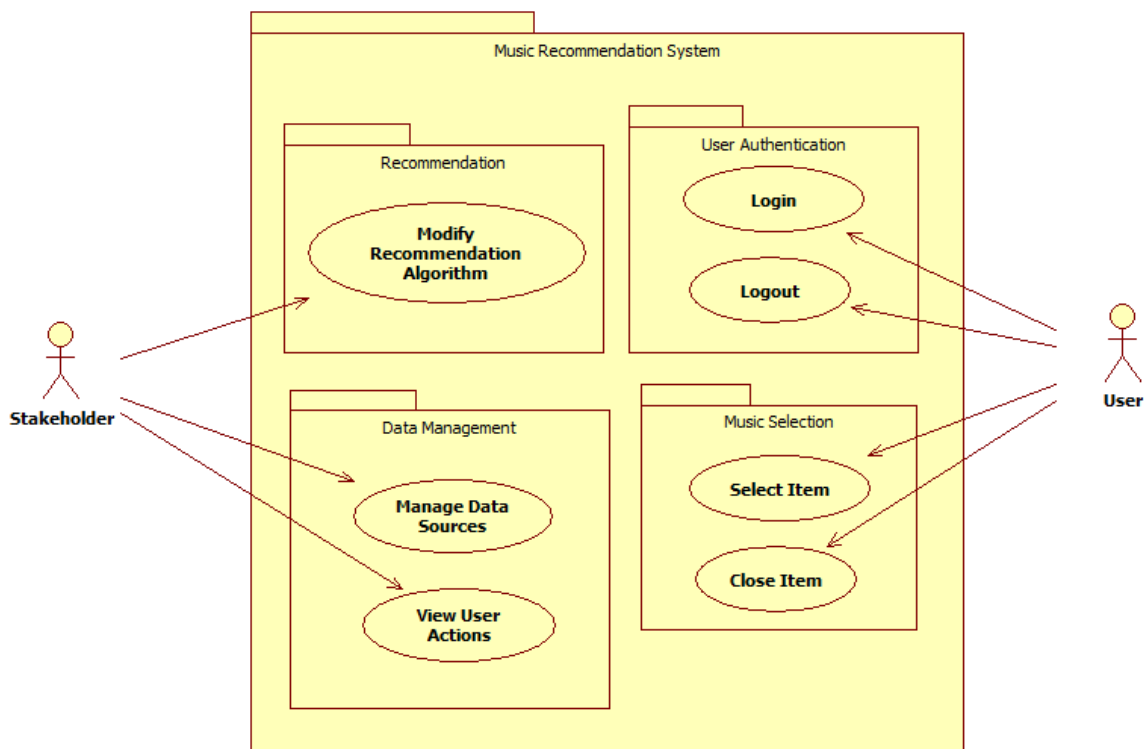 Music Recommendation System
Recommendation
Modify
Recommendation
Algorithm
User Authentication
Login
Logout
Stakeholder
User
Data Management
Manage Data
Sources
View User
Actions
Music Selection
Select Item
Close Item